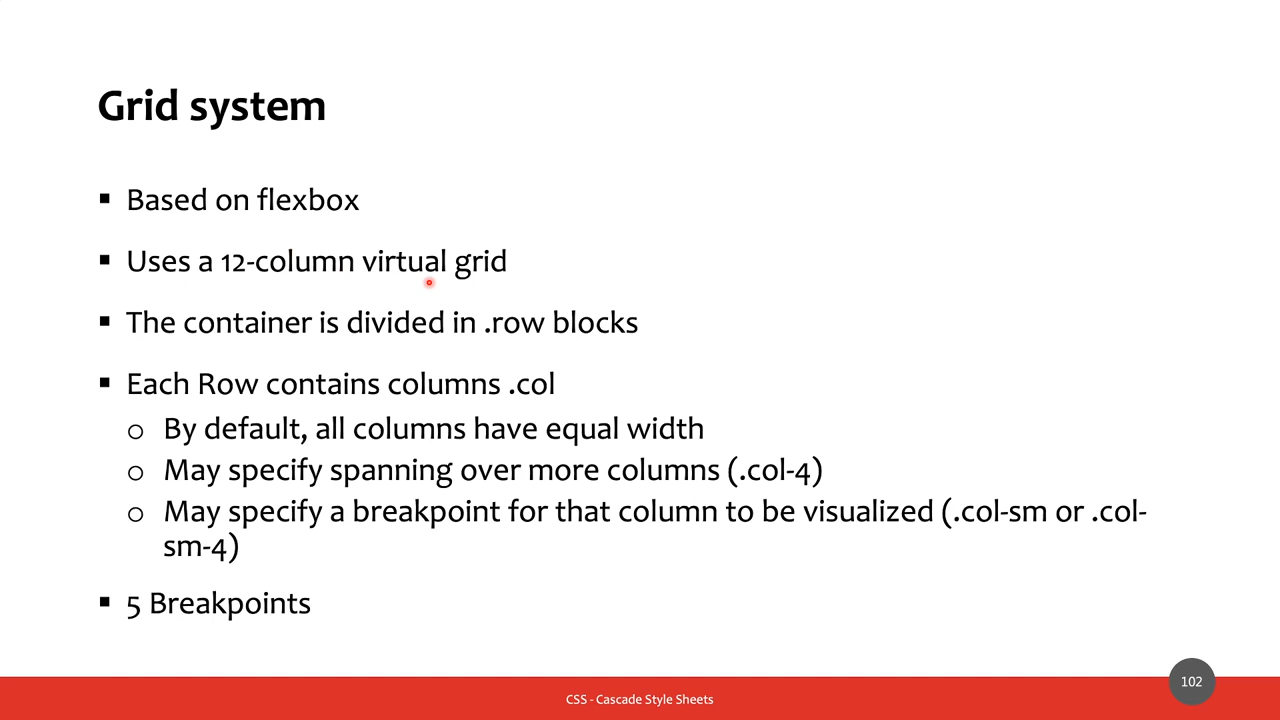 Grid system
▪ Based on flexbox
▪ Uses a 12-column virtual grid
▪ The container is divided in .row blocks
▪ Each Row contains columns .col
o By default, all columns have equal width
o May specify spanning over more columns (.col-4)
o May specify a breakpoint for that column to be visualized (.col-sm or .col-
sm-4)
▪ 5 Breakpoints
102
CSS - Cascade Style Sheets